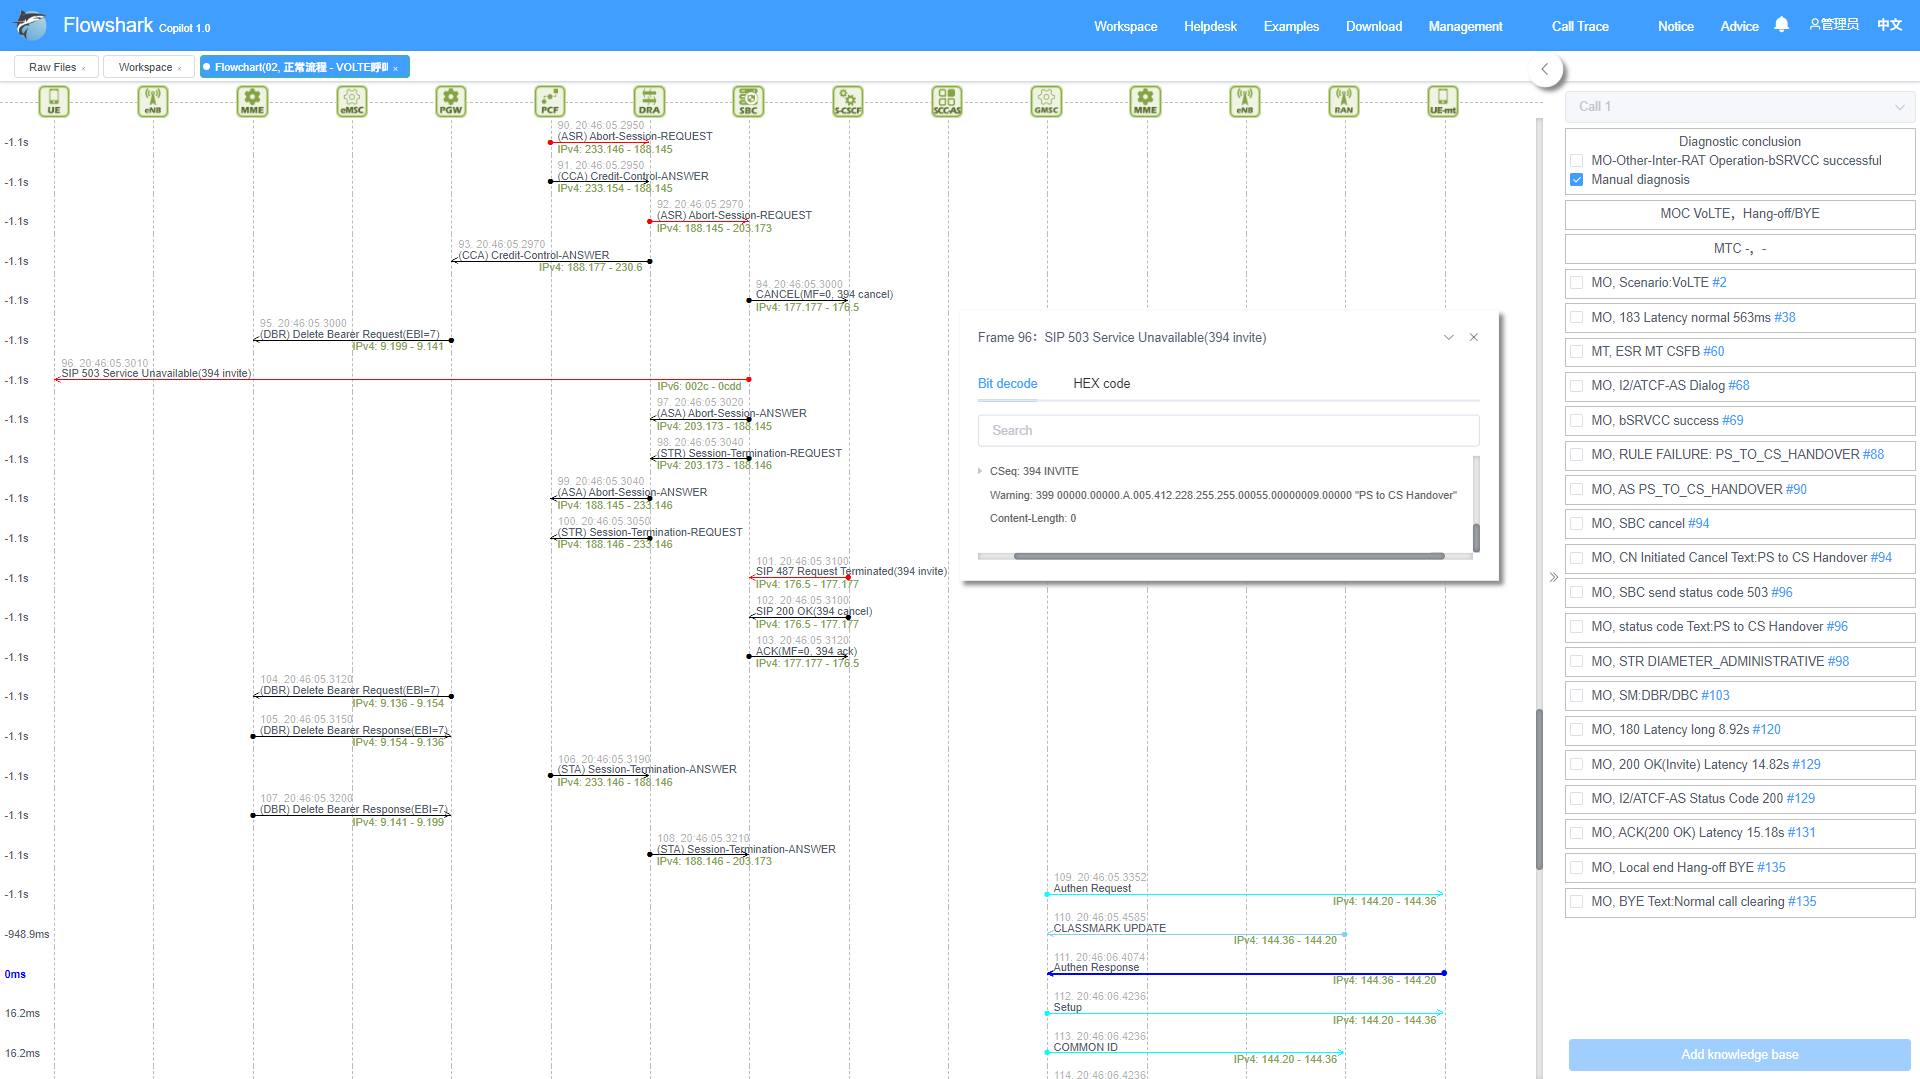 Flowshark Copilot 1.0
Workspace
Helpdesk
Examples
Download
Management
Call Trace
Notice
Advice
管理员
中文
Raw Files ×
Workspace ×
Flowchart(02, 正常流程 - VOLTE呼叫 ×
UE
eNB
MME
eMSC
PGW
PCF
DRA
SBC
S-CSCF
SCC-AS
GMSC
MME
eNB
RAN
UE-mt
90. 20:46:05.2950
-1.1s
(ASR) Abort-Session-REQUEST
IPv4: 233.146 - 188.145
91. 20:46:05.2950
-1.1s
(CCA) Credit-Control-ANSWER
IPv4: 233.154 - 188.145
92. 20:46:05.2970
-1.1s
(ASR) Abort-Session-REQUEST
IPv4: 188.145 - 203.173
93. 20:46:05.2970
-1.1s
(CCA) Credit-Control-ANSWER
IPv4: 188.177 - 230.6
94. 20:46:05.3000
-1.1s
CANCEL(MF=0, 394 cancel)
IPv4: 177.177 - 176.5
95. 20:46:05.3000
-1.1s
(DBR) Delete Bearer Request(EBI=7)
IPv4: 9.199 - 9.141
96. 20:46:05.3010
-1.1s
SIP 503 Service Unavailable(394 invite)
IPv6: 002c - 0cdd
97. 20:46:05.3020
-1.1s
(ASA) Abort-Session-ANSWER
IPv4: 203.173 - 188.145
98. 20:46:05.3040
-1.1s
(STR) Session-Termination-REQUEST
IPv4: 203.173 - 188.146
99. 20:46:05.3040
-1.1s
(ASA) Abort-Session-ANSWER
IPv4: 188.145 - 233.146
100. 20:46:05.3050
-1.1s
(STR) Session-Termination-REQUEST
IPv4: 188.146 - 233.146
101. 20:46:05.3100
-1.1s
SIP 487 Request Terminated(394 invite)
IPv4: 176.5 - 177.177
102. 20:46:05.3100
-1.1s
SIP 200 OK(394 cancel)
IPv4: 176.5 - 177.177
103. 20:46:05.3120
-1.1s
ACK(MF=0, 394 ack)
IPv4: 177.177 - 176.5
104. 20:46:05.3120
-1.1s
(DBR) Delete Bearer Request(EBI=7)
IPv4: 9.136 - 9.154
105. 20:46:05.3150
-1.1s
(DBR) Delete Bearer Response(EBI=7)
IPv4: 9.154 - 9.136
106. 20:46:05.3190
-1.1s
(STA) Session-Termination-ANSWER
IPv4: 233.146 - 188.146
107. 20:46:05.3200
-1.1s
(DBR) Delete Bearer Response(EBI=7)
IPv4: 9.141 - 9.199
108. 20:46:05.3210
-1.1s
(STA) Session-Termination-ANSWER
IPv4: 188.146 - 203.173
109. 20:46:05.3352
-1.1s
Authen Request
IPv4: 144.20 - 144.36
110. 20:46:05.4585
-948.9ms
CLASSMARK UPDATE
IPv4: 144.36 - 144.20
111. 20:46:06.4074
0ms
Authen Response
IPv4: 144.36 - 144.20
112. 20:46:06.4236
16.2ms
Setup
IPv4: 144.20 - 144.36
113. 20:46:06.4236
16.2ms
COMMON ID
IPv4: 144.20 - 144.36
114. 20:46:06.4236
Frame 96：SIP 503 Service Unavailable(394 invite)
Bit decode
HEX code
Search
CSeq: 394 INVITE
Warning: 399 00000.00000.A.005.412.228.255.255.00055.00000009.00000 "PS to CS Handover"
Content-Length: 0
Call 1
Diagnostic conclusion
MO-Other-Inter-RAT Operation-bSRVCC successful
Manual diagnosis
MOC VoLTE，Hang-off/BYE
MTC -，-
MO, Scenario:VoLTE #2
MO, 183 Latency normal 563ms #38
MT, ESR MT CSFB #60
MO, I2/ATCF-AS Dialog #68
MO, bSRVCC success #69
MO, RULE FAILURE: PS_TO_CS_HANDOVER #88
MO, AS PS_TO_CS_HANDOVER #90
MO, SBC cancel #94
MO, CN Initiated Cancel Text:PS to CS Handover #94
MO, SBC send status code 503 #96
MO, status code Text:PS to CS Handover #96
MO, STR DIAMETER_ADMINISTRATIVE #98
MO, SM:DBR/DBC #103
MO, 180 Latency long 8.92s #120
MO, 200 OK(Invite) Latency 14.82s #129
MO, I2/ATCF-AS Status Code 200 #129
MO, ACK(200 OK) Latency 15.18s #131
MO, Local end Hang-off BYE #135
MO, BYE Text:Normal call clearing #135
Add knowledge base